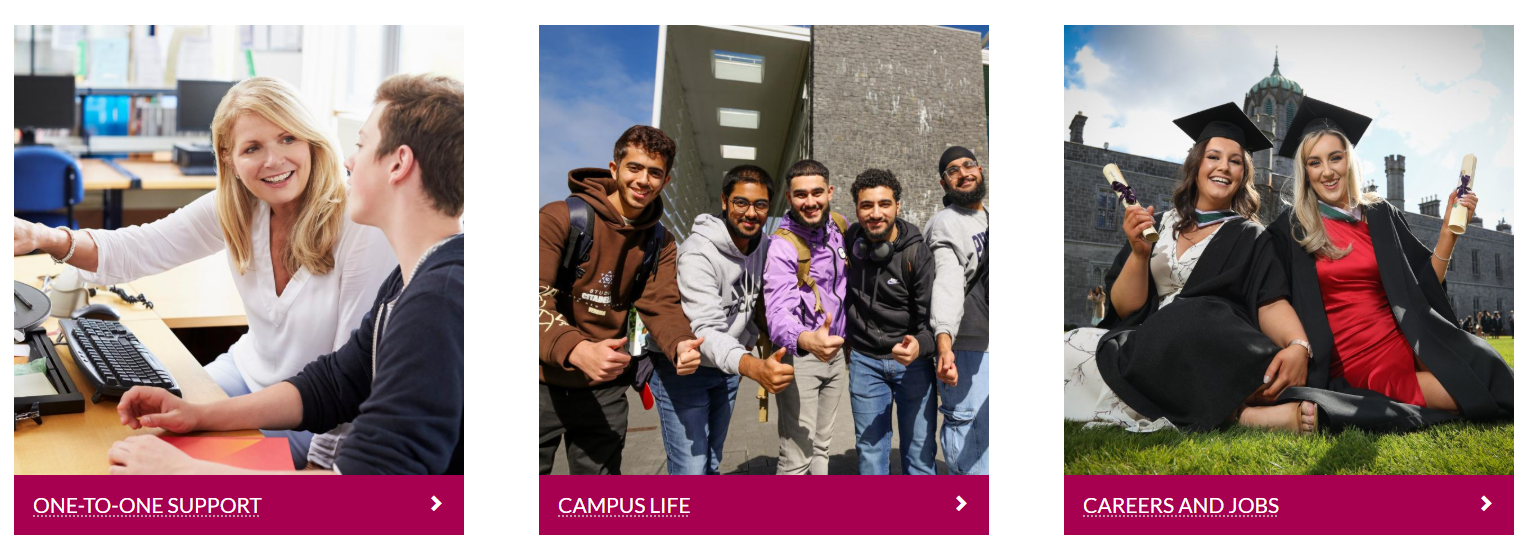 ONE-TO-ONE SUPPORT
CAMPUS LIFE
CAREERS AND JOBS